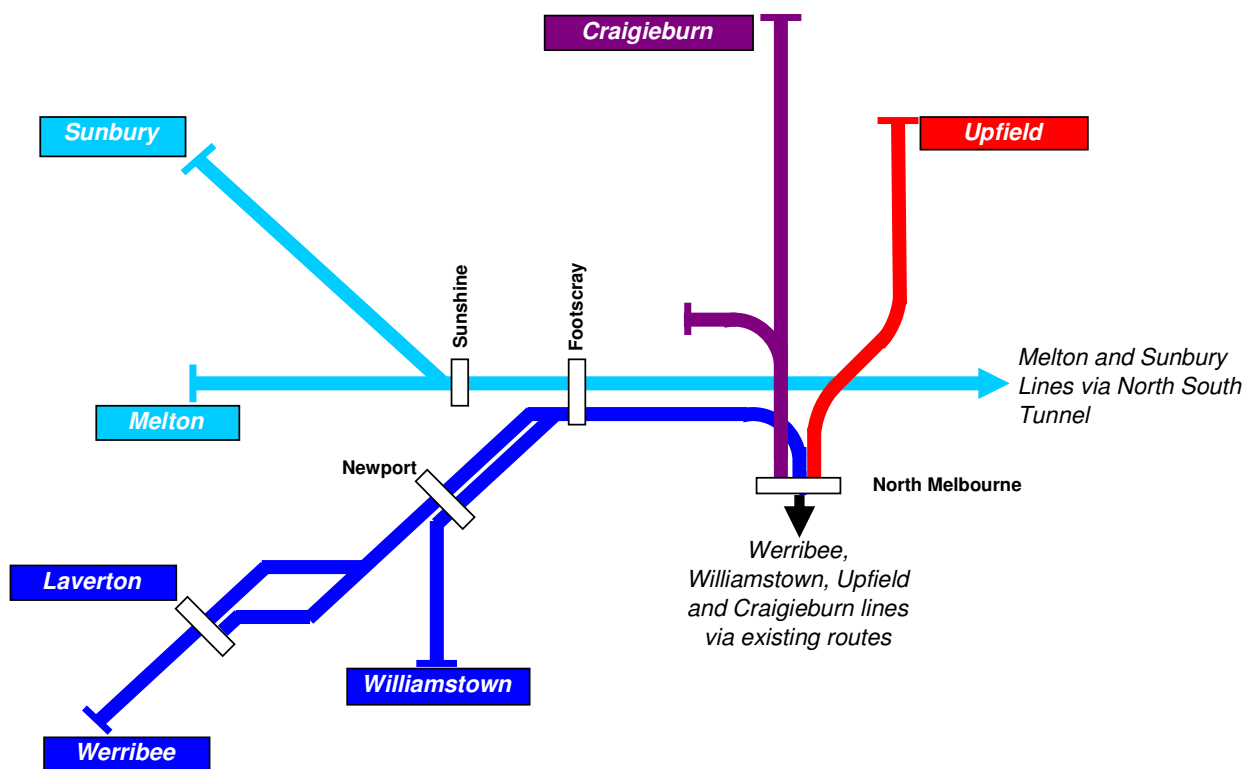 Craigieburn
Sunbury
Upfield
Sunshine
Footscray
Melton and Sunbury
Lines via North South
Tunnel
Melton
Newport
North Melbourne
Werribee,
Williamstown, Upfield
and Craigieburn lines
via existing routes
Laverton
Williamstown
Werribee